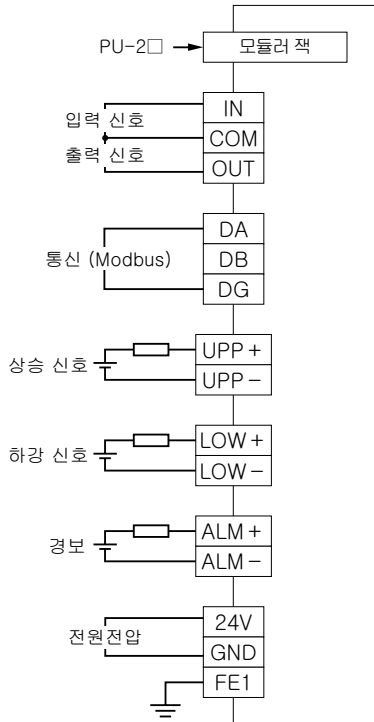 PU-2□ 모듈러 잭
IN
입력 신호
COM
출력 신호
OUT
DA
통신 (Modbus) DB
DG
UPP +
상승 신호
UPP −
LOW +
하강 신호
LOW −
ALM +
경보
ALM −
24V
전원전압
GND
FE1